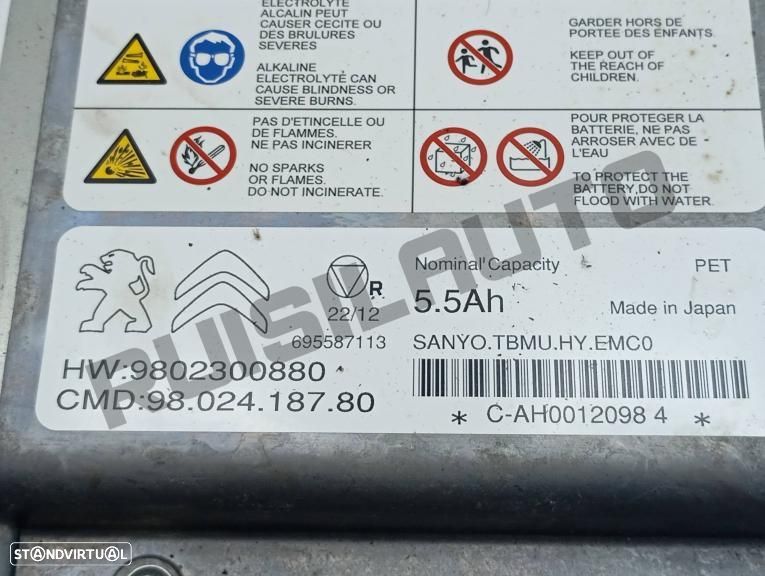 ELECTROLYTE
ALCALIN PEUT
CAUSER CECITE OU
DES BRULURES
SEVERES
ALKALINE
ELECTROLYTE CAN
CAUSE BLINDNESS OR
SEVERE BURNS.
GARDER HORS DE
PORTEE DES ENFANTS.
KEEP OUT OF
THE REACH OF
CHILDREN.
PAS D'ETINCELLE OU
DE FLAMMES.
NE PAS INCINERER
NO SPARKS
OR FLAMES.
DO NOT INCINERATE.
POUR PROTEGER LA
BATTERIE, NE PAS
ARROSER AVEC DE
L'EAU
TO PROTECT THE
BATTERY,DO NOT
FLOOD WITH WATER.
RUISILAUTO
R
22/12
695587113
HW:9802300880
CMD:98.024.187.80
Nominal Capacity
PET
5.5Ah
Made in Japan
SANYO.TBMU.HY.EMC0
* C-AH0012098 4 *
STANDVIRTUAL